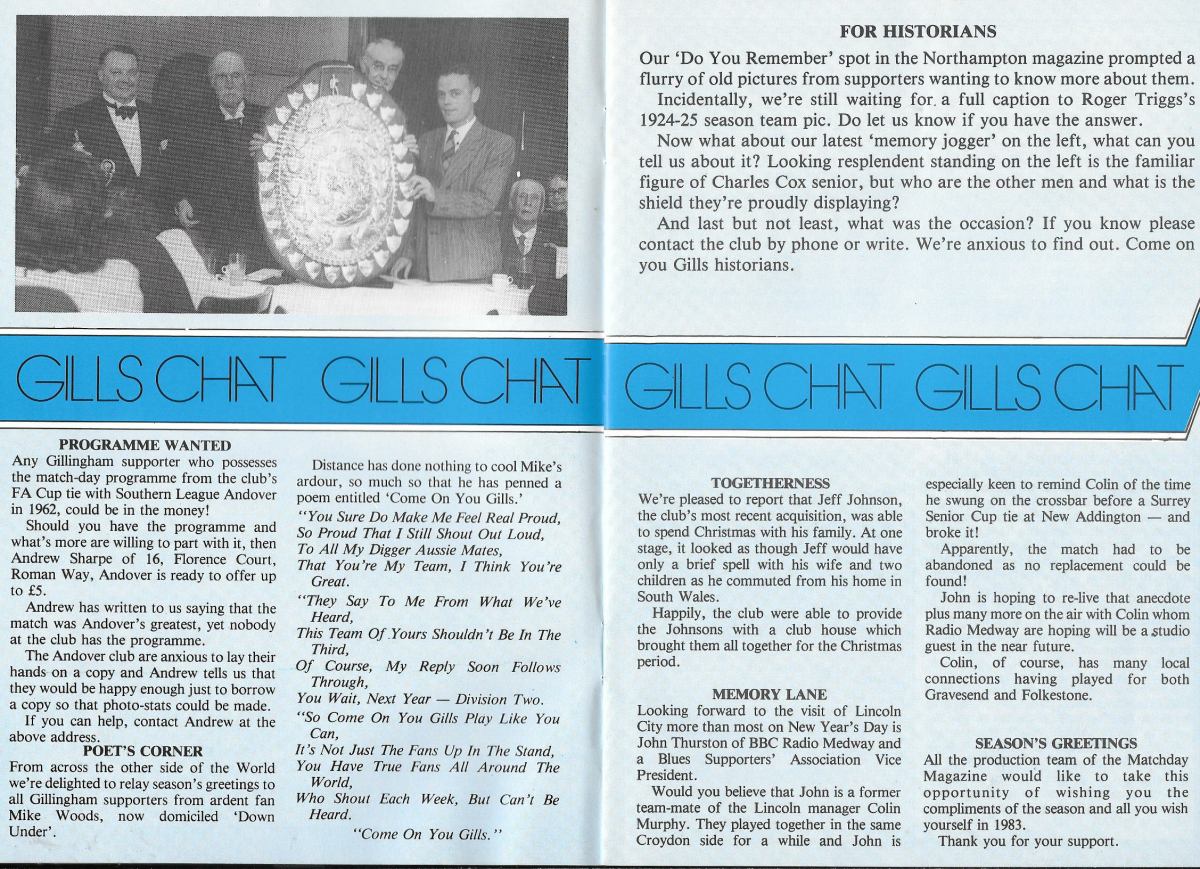 FOR HISTORIANS
Our ‘Do You Remember’ spot in the Northampton magazine prompted a
flurry of old pictures from supporters wanting to know more about them.
Incidentally, we’re still waiting for a full caption to Roger Triggs’s
1924-25 season team pic. Do let us know if you have the answer.
Now what about our latest ‘memory jogger’ on the left, what can you
tell us about it? Looking resplendent standing on the left is the familiar
figure of Charles Cox senior, but who are the other men and what is the
shield they’re proudly displaying?
And last but not least, what was the occasion? If you know please
contact the club by phone or write. We’re anxious to find out. Come on
you Gills historians.
GILLS CHAT GILLS CHAT GILLS CHAT GILLS CHAT
PROGRAMME WANTED
Any Gillingham supporter who possesses
the match-day programme from the club’s
FA Cup tie with Southern League Andover
in 1962, could be in the money!
Should you have the programme and
what’s more are willing to part with it, then
Andrew Sharpe of 16, Florence Court,
Roman Way, Andover is ready to offer up
to £5.
Andrew has written to us saying that the
match was Andover’s greatest, yet nobody
at the club has the programme.
The Andover club are anxious to lay their
hands on a copy and Andrew tells us that
they would be happy enough just to borrow
a copy so that photo-stats could be made.
If you can help, contact Andrew at the
above address.
POET’S CORNER
From across the other side of the World
we’re delighted to relay season’s greetings to
all Gillingham supporters from ardent fan
Mike Woods, now domiciled ‘Down
Under’.
Distance has done nothing to cool Mike’s
ardour, so much so that he has penned a
poem entitled ‘Come On You Gills.’
“You Sure Do Make Me Feel Real Proud,
So Proud That I Still Shout Out Loud,
To All My Digger Aussie Mates,
That You’re My Team, I Think You’re
Great.
“They Say To Me From What We’ve
Heard,
This Team Of Yours Shouldn’t Be In The
Third,
Of Course, My Reply Soon Follows
Through,
You Wait, Next Year — Division Two.
“So Come On You Gills Play Like You
Can,
It’s Not Just The Fans Up In The Stand,
You Have True Fans All Around The
World,
Who Shout Each Week, But Can’t Be
Heard.
“Come On You Gills.”
TOGETHERNESS
We’re pleased to report that Jeff Johnson,
the club’s most recent acquisition, was able
to spend Christmas with his family. At one
stage, it looked as though Jeff would have
only a brief spell with his wife and two
children as he commuted from his home in
South Wales.
Happily, the club were able to provide
the Johnsons with a club house which
brought them all together for the Christmas
period.
MEMORY LANE
Looking forward to the visit of Lincoln
City more than most on New Year’s Day is
John Thurston of BBC Radio Medway and
a Blues Supporters’ Association Vice
President.
Would you believe that John is a former
team-mate of the Lincoln manager Colin
Murphy. They played together in the same
Croydon side for a while and John is
especially keen to remind Colin of the time
he swung on the crossbar before a Surrey
Senior Cup tie at New Addington — and
broke it!
Apparently, the match had to be
abandoned as no replacement could be
found!
John is hoping to re-live that anecdote
plus many more on the air with Colin whom
Radio Medway are hoping will be a studio
guest in the near future.
Colin, of course, has many local
connections having played for both
Gravesend and Folkestone.
SEASON’S GREETINGS
All the production team of the Matchday
Magazine would like to take this
opportunity of wishing you the
compliments of the season and all you wish
yourself in 1983.
Thank you for your support.